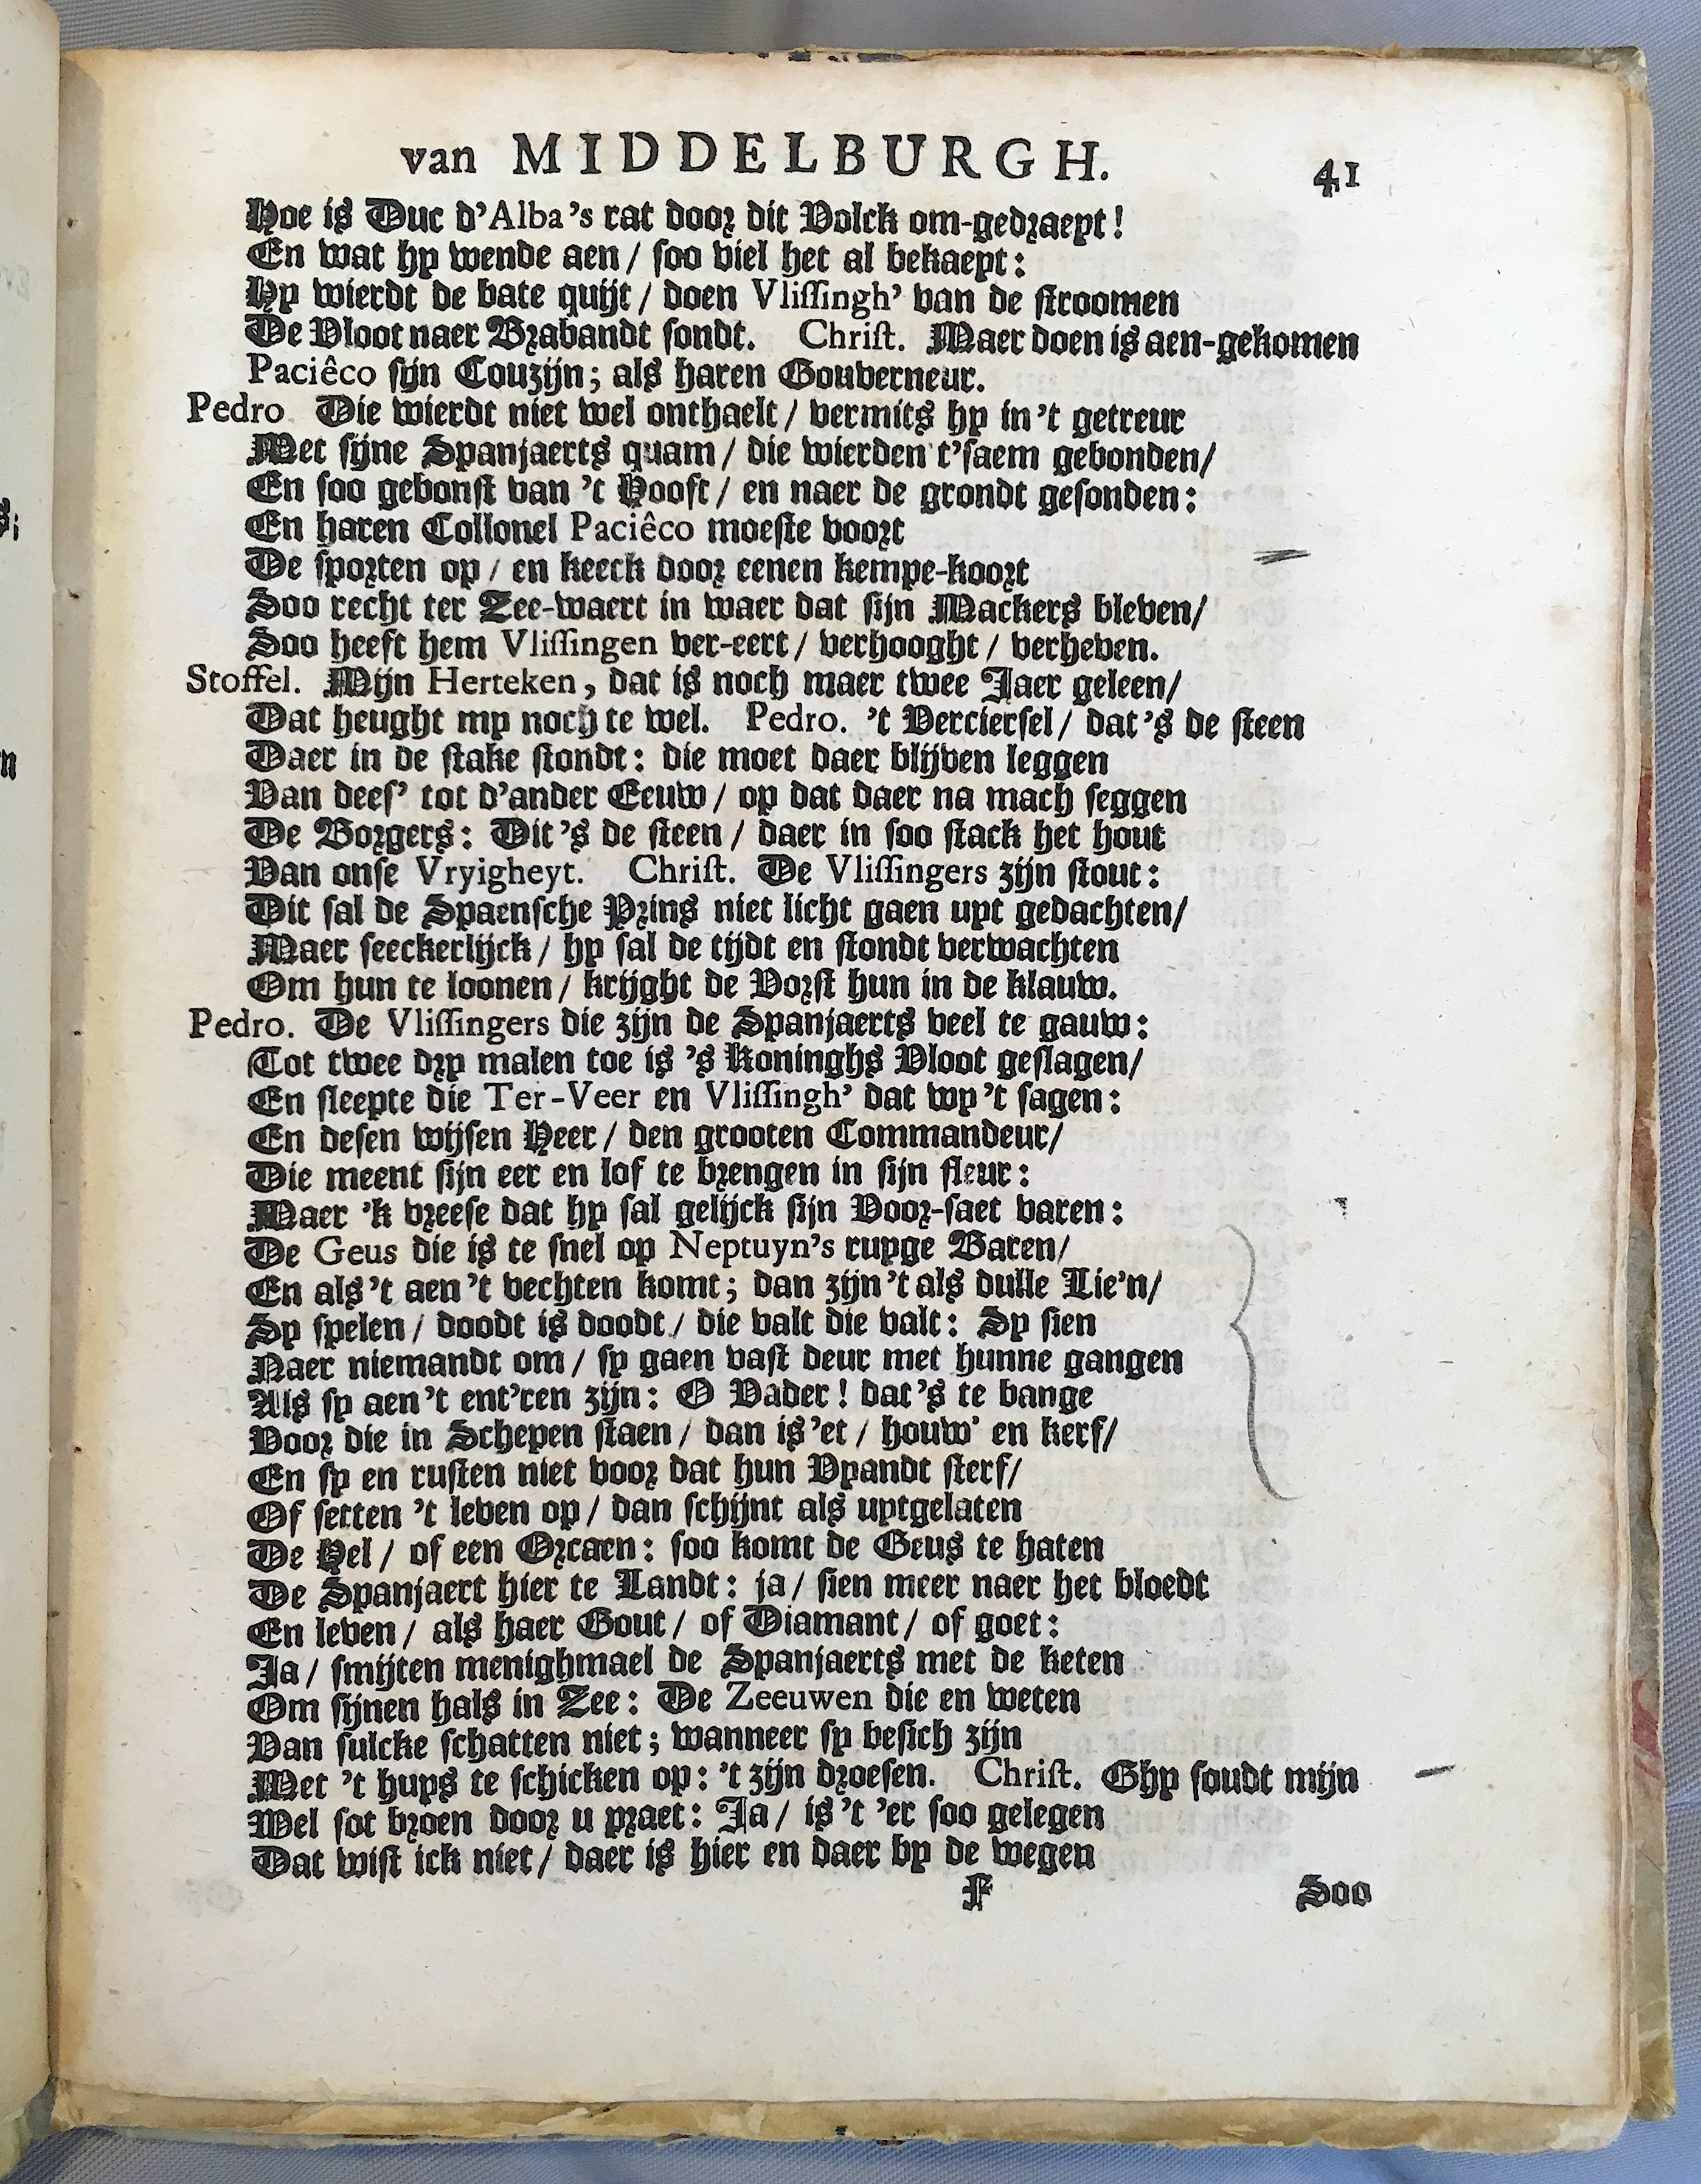 van MIDDELBURGH. 41
Hoe is Duc d'Alba's rat door dit Volck om-gedraeyt!
En wat hy wende aen / soo viel het al bekaeyt:
Hy wierdt de bate quijt / doen Vlissingh' van de stroomen
De Vloot naer Brabandt sondt. Christ. Maer doen is aen-gekomen
Paciêco sijn Couzijn; als haren Gouverneur.
Pedro Die wierdt niet wel onthaelt / vermits hy in 't getreur
Met sijne Spanjaerts quam / die wierden t'saem gebonden/
En soo gebonst van 't Hooft / en naer de grondt gesonden:
En haren Collonel Paciêco moeste voort
De sporten op / en keeck door eenen kempe-koort
Soo recht ter Zee-waert in waer dat sijn Mackers bleven/
Soo heeft hem Vlissingen ver-eert / verhooght / verheven.
Stoffel. Mijn Herteken, dat is noch maer twee Jaer geleen/
Dat heught my noch te wel. Pedro. 't Verciersel / dat's de steen
Daer in de stake stondt: die moet daer blijven leggen
Van dees' tot d'ander Eeuw / op dat daer na mach seggen
De Borgers: Dit's de steen / daer in soo stack het hout
Van onse Vryigheyt. Christ. De Vlissingers zijn stout:
Dit sal de Spaensche Prins niet licht gaen uyt gedachten/
Maer seeckerlijck / hy sal de tijdt en stondt verwachten
Om hun te loonen / krijght de Vorst hun in de klauw.
Pedro. De Vlissingers die zijn de Spanjaerts veel te gauw:
Tot twee dry malen toe is 's Koninghs Vloot geslagen/
En sleepte die Ter-Veer en Vlissingh' dat wy 't sagen:
En desen wijsen Heer / den grooten Commandeur/
Die meent sijn eer en lof te brengen in sijn fleur:
Maer 'k vreese dat hy sal gelijck sijn Voor-saet varen:
De Geus die is te snel op Neptuyn's ruyge Baren/
En als 't aen 't vechten komt; dan zijn 't als dulle Lie'n/
Sy spelen / doodt is doodt / die valt die valt: Sy sien
Naer niemandt om / sy gaen vast deur met hunne gangen
Als sy aen 't ent'ren zijn: O Vader! dat's te bange
Voor die in Schepen staen / dan is 'et / houw' en kerf/
En sy en rusten niet voor dat hun Vyandt sterf/
Of setten 't leven op / dan schijnt als uytgelaten
De Hel / of een Orcaen: soo komt de Geus te haten
De Spanjaert hier te Landt: ja / sien meer naer het bloedt
En leven / als haer Gout / of Diamant / of goet:
Ja / smijten menighmael de Spanjaerts met de keten
Om sijnen hals in Zee: De Zeeuwen die en weten
Van sulcke schatten niet; wanneer sy besich zijn
Met 't huys te schicken op: 't zijn droesen. Christ. Ghy soudt mijn
Wel sot broen door u praet: Ja / is 't 'er soo gelegen
Dat wist ick niet / daer is hier en daer by de wegen
F Soo